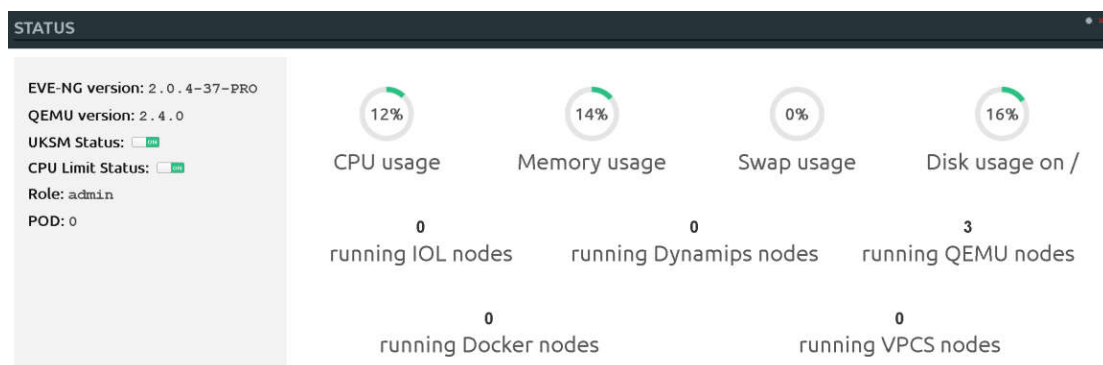 STATUS
EVE-NG version: 2.0.4-37-PRO
QEMU version: 2.4.0
UKSM Status: ON
CPU Limit Status: ON
Role: admin
POD: 0
12%
14%
0%
16%
CPU usage
Memory usage
Swap usage
Disk usage on /
0
0
3
running IOL nodes
running Dynamips nodes
running QEMU nodes
0
0
running Docker nodes
running VPCS nodes